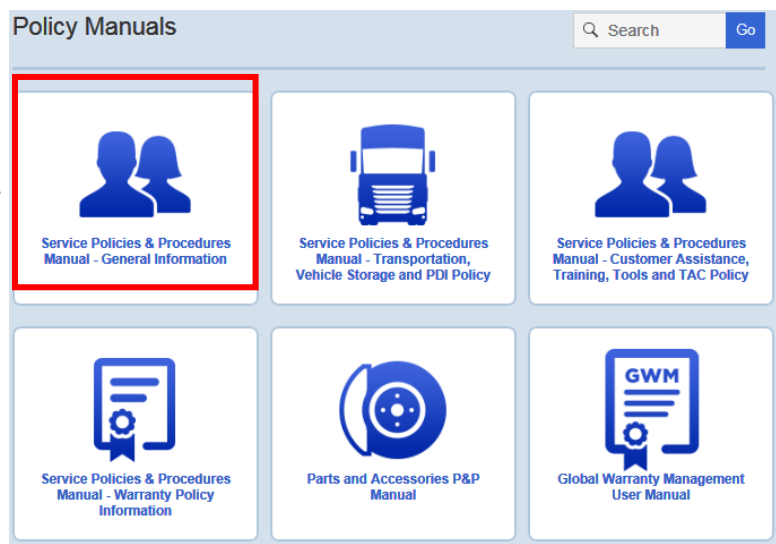 Policy Manuals
Search
Go
Service Policies & Procedures
Manual - General Information
Service Policies & Procedures
Manual - Transportation,
Vehicle Storage and PDI Policy
Service Policies & Procedures
Manual - Customer Assistance,
Training, Tools and TAC Policy
Service Policies & Procedures
Manual - Warranty Policy
Information
Parts and Accessories P&P
Manual
GWM
Global Warranty Management
User Manual